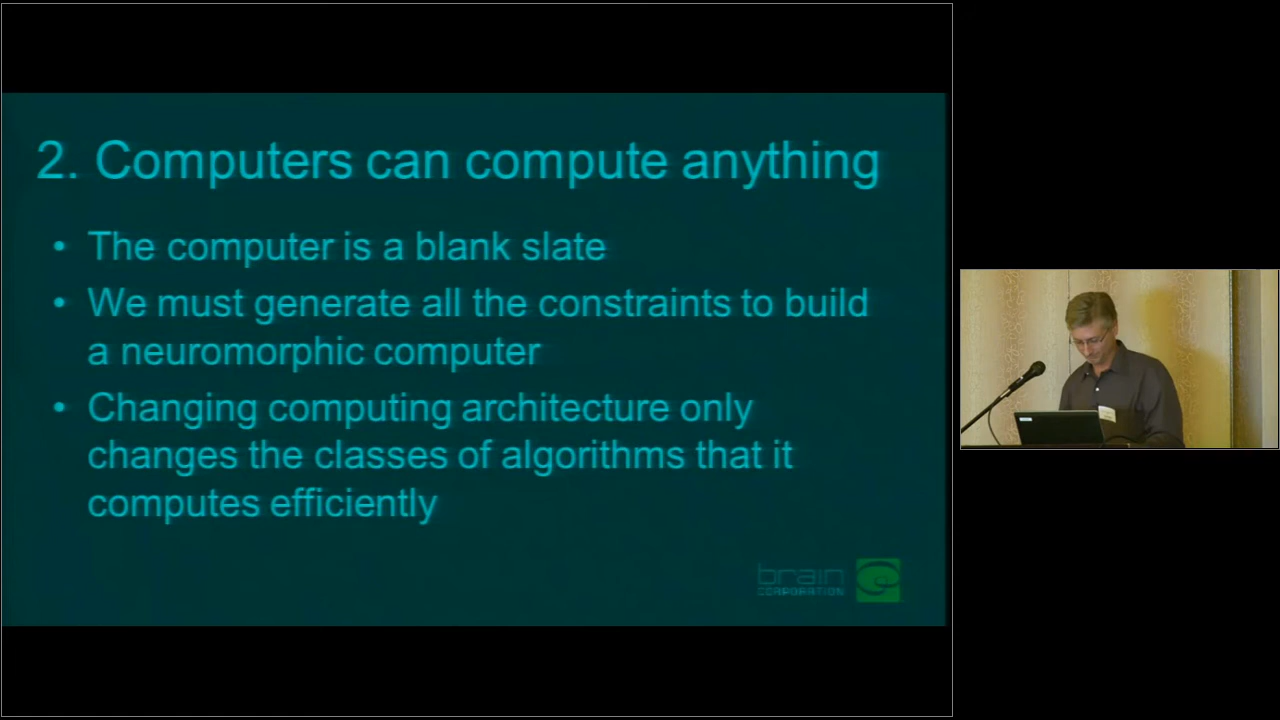 2. Computers can compute anything
• The computer is a blank slate
• We must generate all the constraints to build
a neuromorphic computer
• Changing computing architecture only
changes the classes of algorithms that it
computes efficiently
brain
CORPORATION